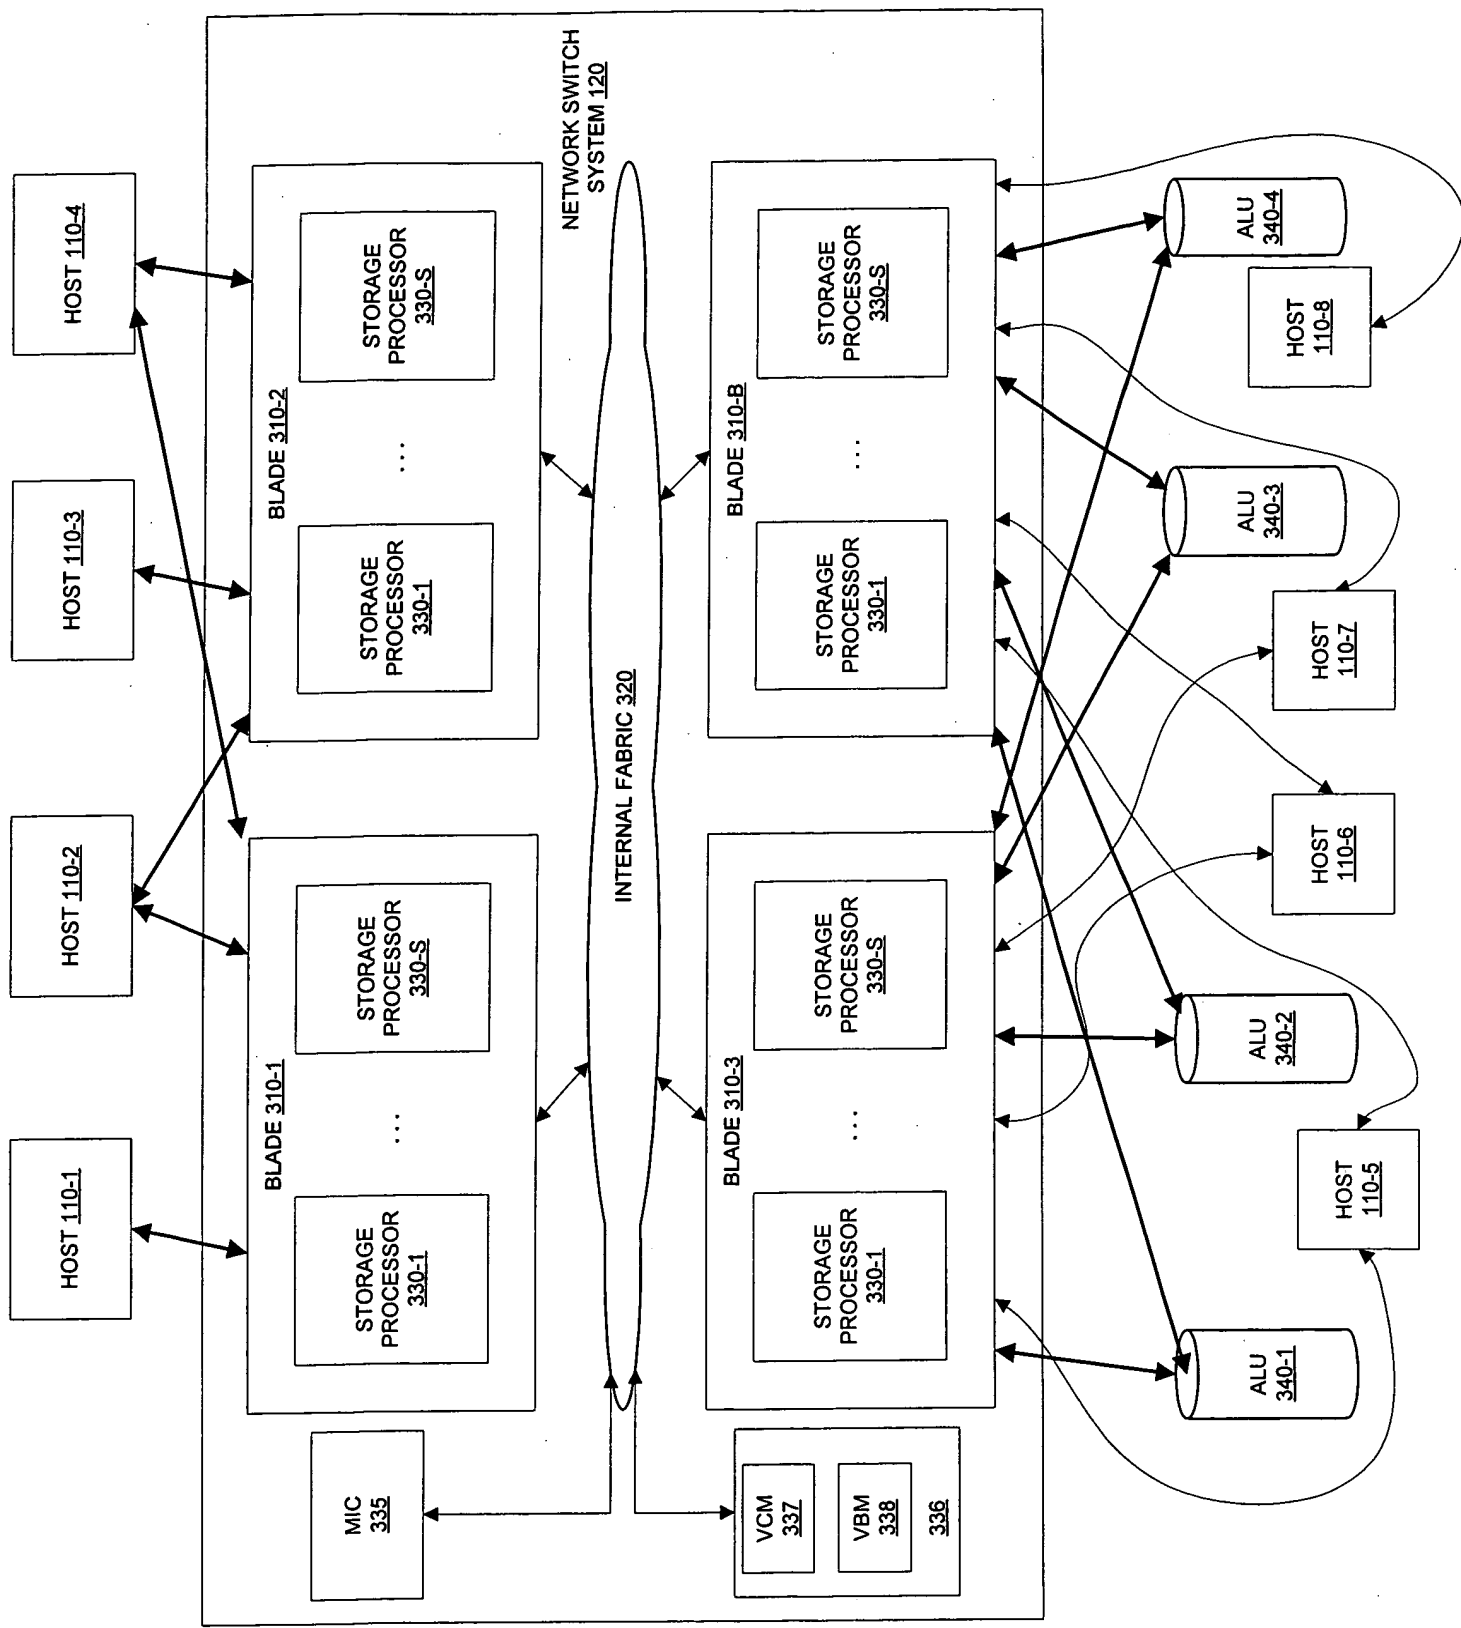 HOST 110-1
HOST 110-2
HOST 110-3
HOST 110-4
NETWORK SWITCH
SYSTEM 120
MIC
335
BLADE 310-1
STORAGE
PROCESSOR
330-1
...
STORAGE
PROCESSOR
330-S
BLADE 310-2
STORAGE
PROCESSOR
330-1
...
STORAGE
PROCESSOR
330-S
INTERNAL FABRIC 320
VCM
337
VBM
338
336
BLADE 310-3
STORAGE
PROCESSOR
330-1
...
STORAGE
PROCESSOR
330-S
BLADE 310-B
STORAGE
PROCESSOR
330-1
...
STORAGE
PROCESSOR
330-S
ALU
340-1
ALU
340-2
ALU
340-3
ALU
340-4
HOST
110-5
HOST
110-6
HOST
110-7
HOST
110-8